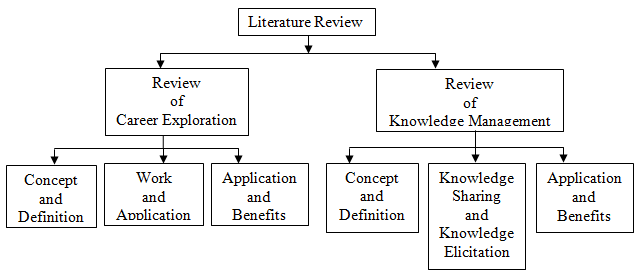 Literature Review
Review
of
Career Exploration
Review
of
Knowledge Management
Concept
and
Definition
Work
and
Application
Application
and
Benefits
Concept
and
Definition
Knowledge
Sharing
and
Knowledge
Elicitation
Application
and
Benefits